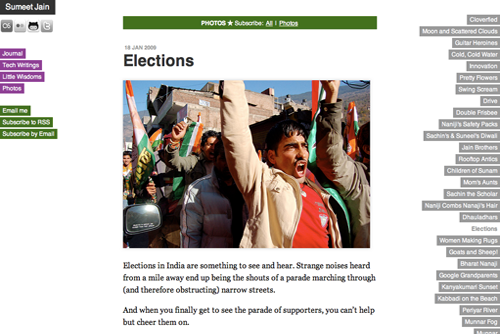 Sumeet Jain
Journal
Tech Writings
Little Wisdoms
Photos
Email me
Subscribe to RSS
Subscribe by Email
PHOTOS ★ Subscribe: All | Photos
18 JAN 2009
Elections
Elections in India are something to see and hear. Strange noises heard
from a mile away end up being the shouts of a parade marching through
(and therefore obstructing) narrow streets.
And when you finally get to see the parade of supporters, you can't help
but cheer them on.
Cloverfied
Moon and Scattered Clouds
Guitar Heroines
Cold, Cold Water
Innovation
Pretty Flowers
Swing Scream
Drive
Double Frisbee
Naniji's Safety Packs
Sachin's & Suneet's Diwali
Jain Brothers
Rooftop Antics
Children of Sunam
Mom's Aunts
Sachin the Scholar
Naniji Combs Nanaji's Hair
Dhauladhars
Elections
Women Making Rugs
Goats and Sheep!
Bharat Nanaji
Google Grandparents
Kanyakumari Sunset
Kabbadi on the Beach
Periyar River
Munnar Fog